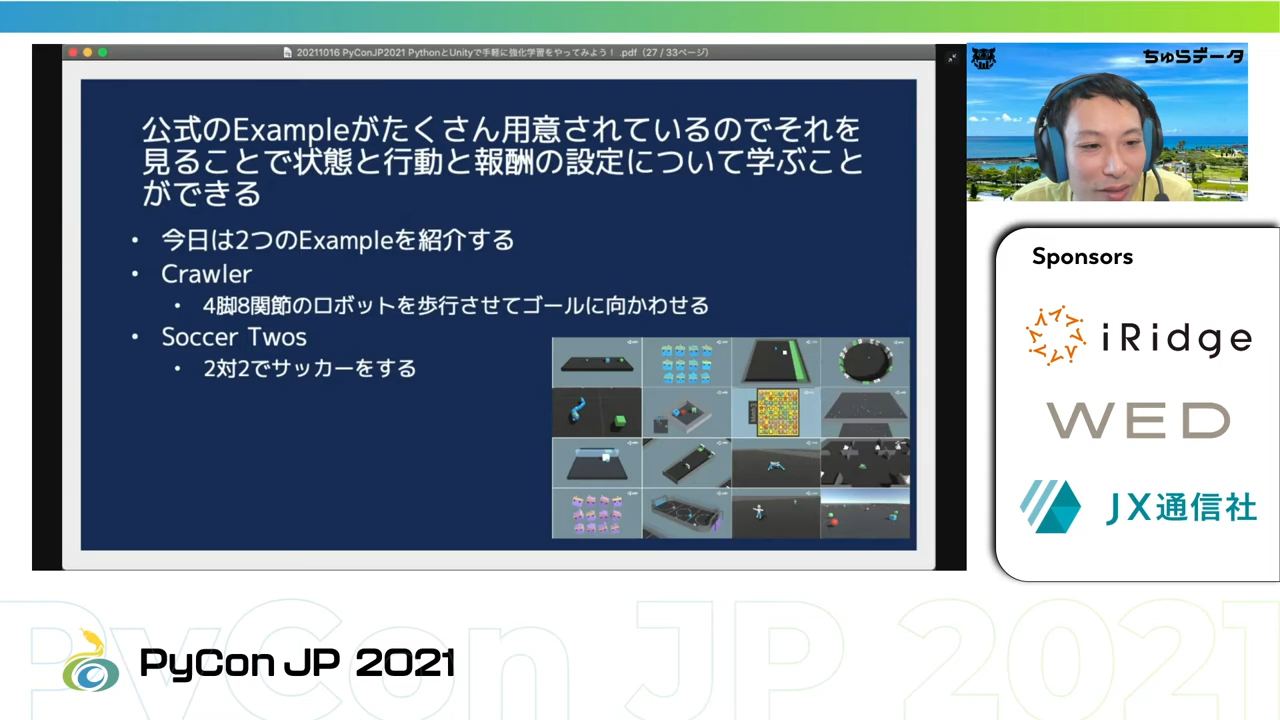 20211016 PyConJP2021 PythonとUnityで手軽に強化学習をやってみよう！.pdf（27 / 33ページ）
ちゅらデータ
公式のExampleがたくさん用意されているのでそれを
見ることで状態と行動と報酬の設定について学ぶこと
ができる
• 今日は2つのExampleを紹介する
• Crawler
• 4脚8関節のロボットを歩行させてゴールに向かわせる
• Soccer Twos
• 2対2でサッカーをする
Sponsors
iRidge
WED
JX通信社
PyCon JP 2021
PyCon JP 2021